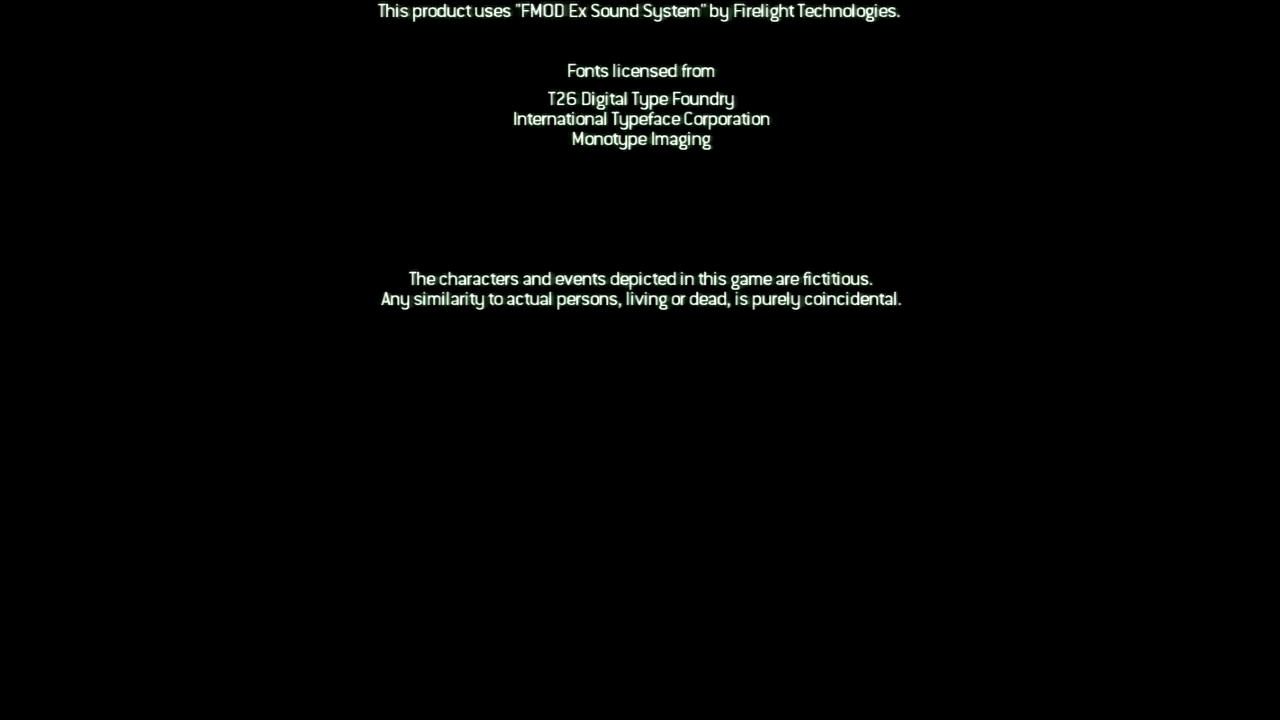 This product uses "FMOD Ex Sound System" by Firelight Technologies.
Fonts licensed from
T26 Digital Type Foundry
International Typeface Corporation
Monotype Imaging
The characters and events depicted in this game are fictitious.
Any similarity to actual persons, living or dead, is purely coincidental.